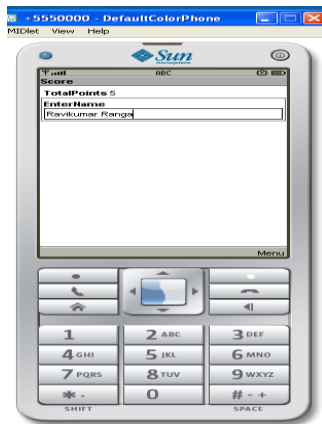 +5550000 - DefaultColorPhone
MIDlet View Help
Sun
microsystems
ABC
Score
TotalPoints 5
EnterName
Ravikumar Ranga
Menu
1 2 ABC 3 DEF
4 GHI 5 JKL 6 MNO
7 PQRS 8 TUV 9 WXYZ
* . 0 # - +
SHIFT SPACE